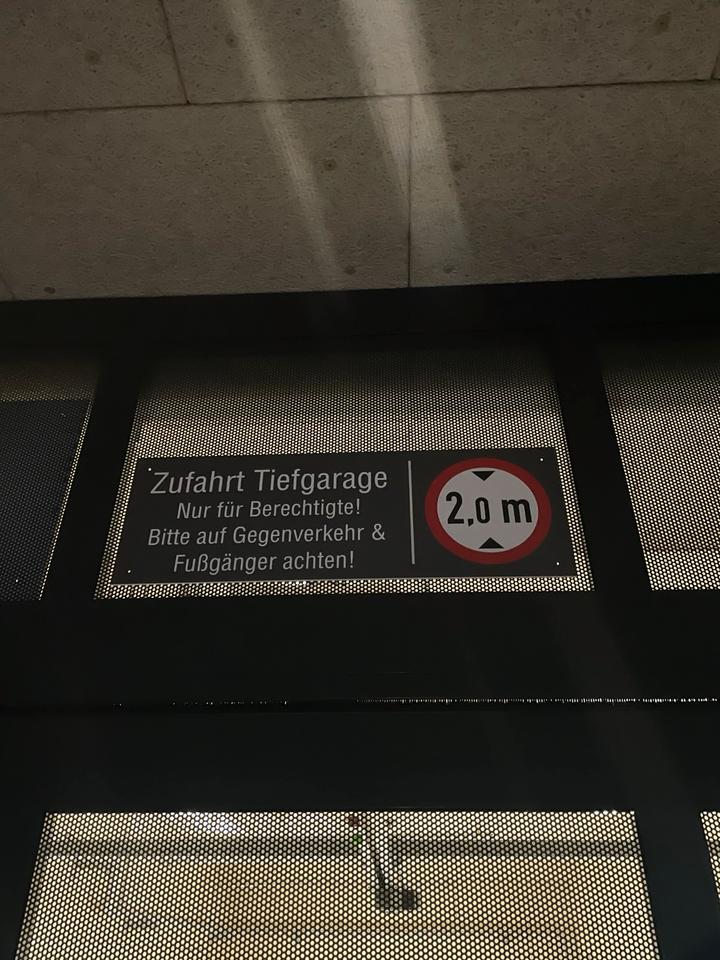 Zufahrt Tiefgarage
Nur für Berechtigte!
Bitte auf Gegenverkehr &
Fußgänger achten!
2,0 m